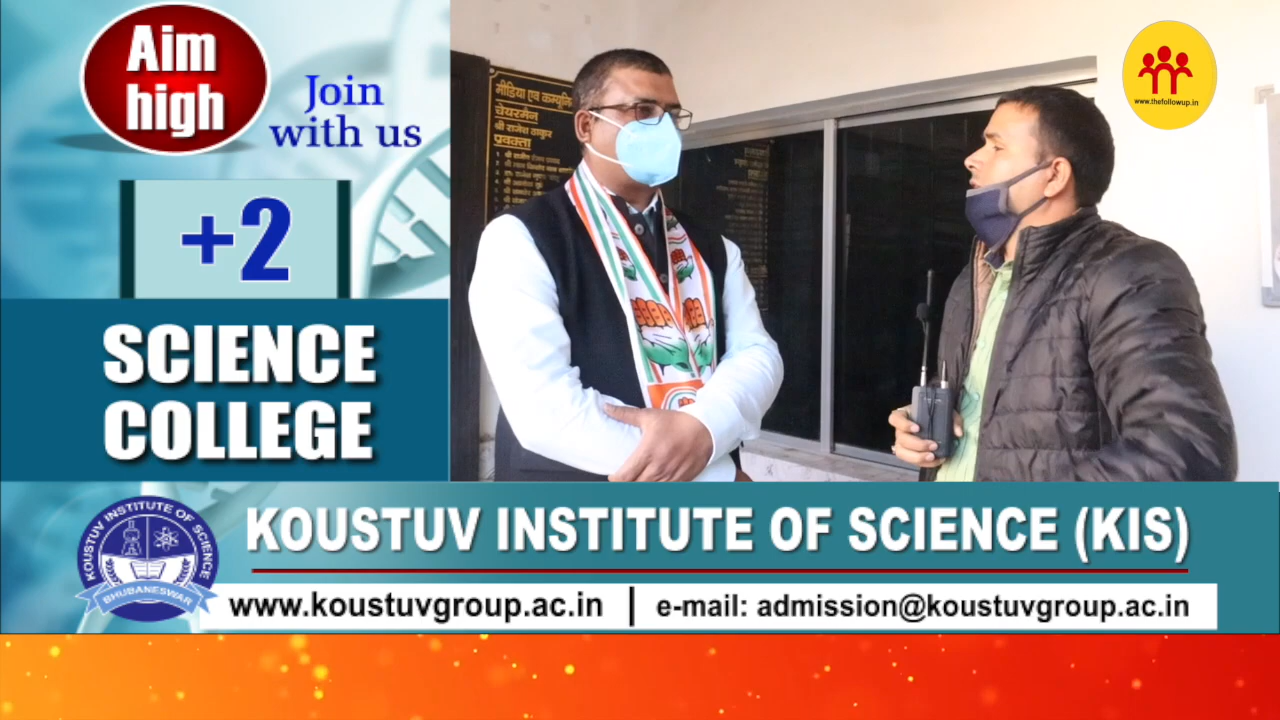 Aim
high
Join
with us
+2
SCIENCE
COLLEGE
मीडिया एवं कम्युनि
चेयरमैन
श्री राजेश ठाकुर
प्रवक्ता
www.thefollowup.in
KOUSTUV INSTITUTE OF SCIENCE
BHUBANESWAR
KOUSTUV INSTITUTE OF SCIENCE (KIS)
www.koustuvgroup.ac.in | e-mail: admission@koustuvgroup.ac.in